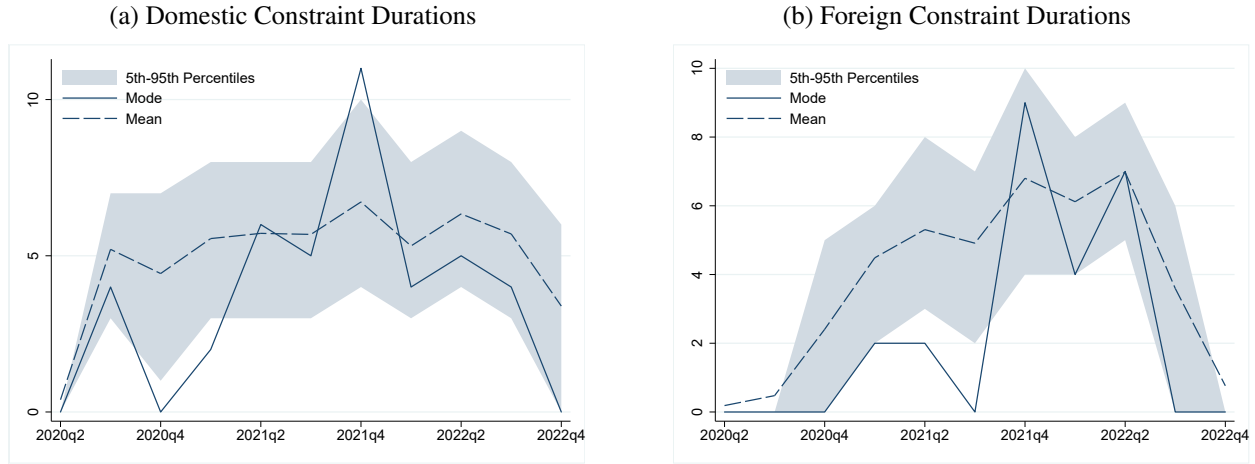 (a) Domestic Constraint Durations
5th-95th Percentiles
Mode
Mean
10
5
0
2020q2 2020q4 2021q2 2021q4 2022q2 2022q4
(b) Foreign Constraint Durations
5th-95th Percentiles
Mode
Mean
10
8
6
4
2
0
2020q2 2020q4 2021q2 2021q4 2022q2 2022q4